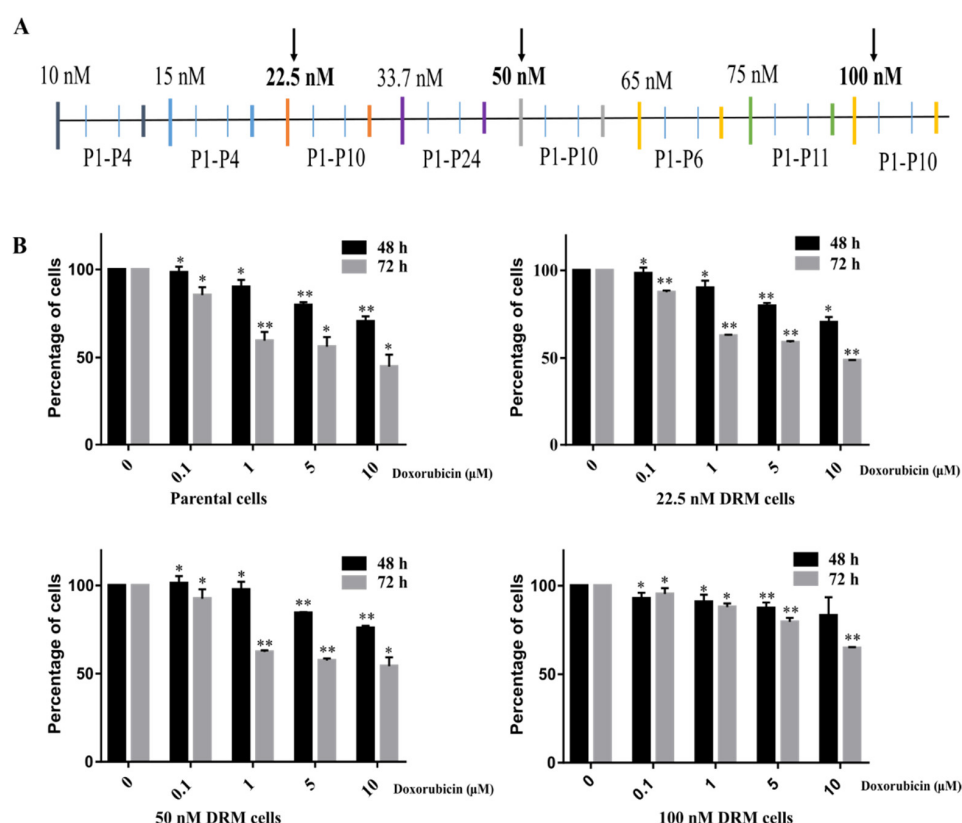 A
10 nM 15 nM 22.5 nM 33.7 nM 50 nM 65 nM 75 nM 100 nM
P1-P4 P1-P4 P1-P10 P1-P24 P1-P10 P1-P6 P1-P11 P1-P10
B
Percentage of cells
100
50
0
48 h
72 h
* * * ** ** * ** *
0 0.1 1 5 10 Doxorubicin (μM)
Parental cells
Percentage of cells
100
50
0
48 h
72 h
* ** * ** ** ** * **
0 0.1 1 5 10 Doxorubicin (μM)
22.5 nM DRM cells
Percentage of cells
100
50
0
48 h
72 h
* * * ** ** ** ** *
0 0.1 1 5 10 Doxorubicin (μM)
50 nM DRM cells
Percentage of cells
100
50
0
48 h
72 h
* * * * ** ** **
0 0.1 1 5 10 Doxorubicin (μM)
100 nM DRM cells